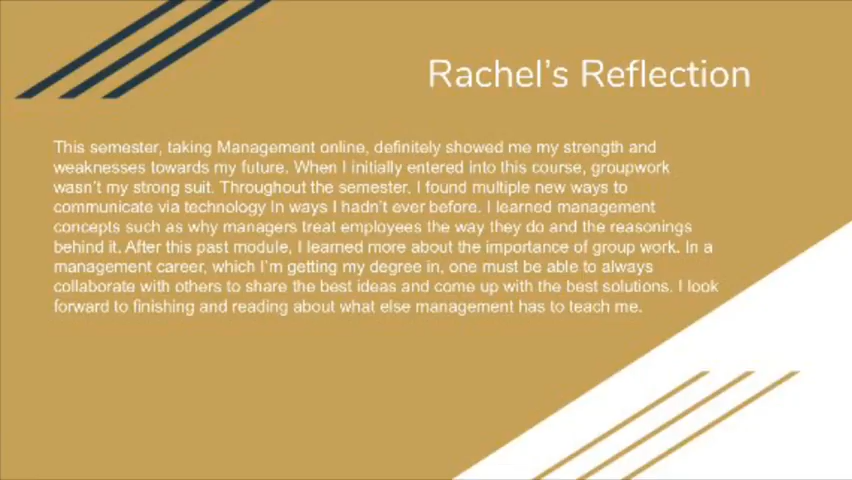 Rachel's Reflection
This semester, taking Management online, definitely showed me my strength and
weaknesses towards my future. When I initially entered into this course, groupwork
wasn't my strong suit. Throughout the semester, I found multiple new ways to
communicate via technology In ways I hadn't ever before. I learned management
concepts such as why managers treat employees the way they do and the reasonings
behind it. After this past module, I learned more about the importance of group work. In a
management career, which I'm getting my degree in, one must be able to always
collaborate with others to share the best ideas and come up with the best solutions. I look
forward to finishing and reading about what else management has to teach me.